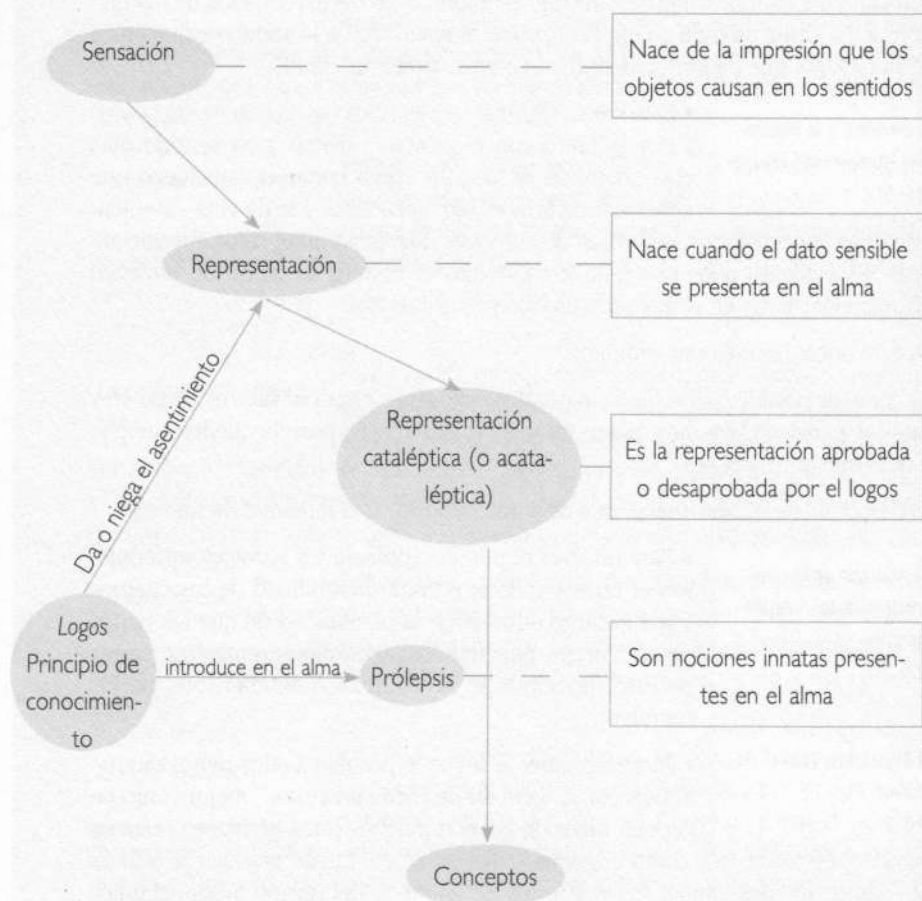 Sensación
Nace de la impresión que los
objetos causan en los sentidos
Representación
Nace cuando el dato sensible
se presenta en el alma
Da o niega el asentimiento
Representación
cataléptica (o acata-
léptica)
Es la representación aprobada
o desaprobada por el logos
Logos
Principio de
conocimien-
to
introduce en el alma
Prólepsis
Son nociones innatas presen-
tes en el alma
Conceptos